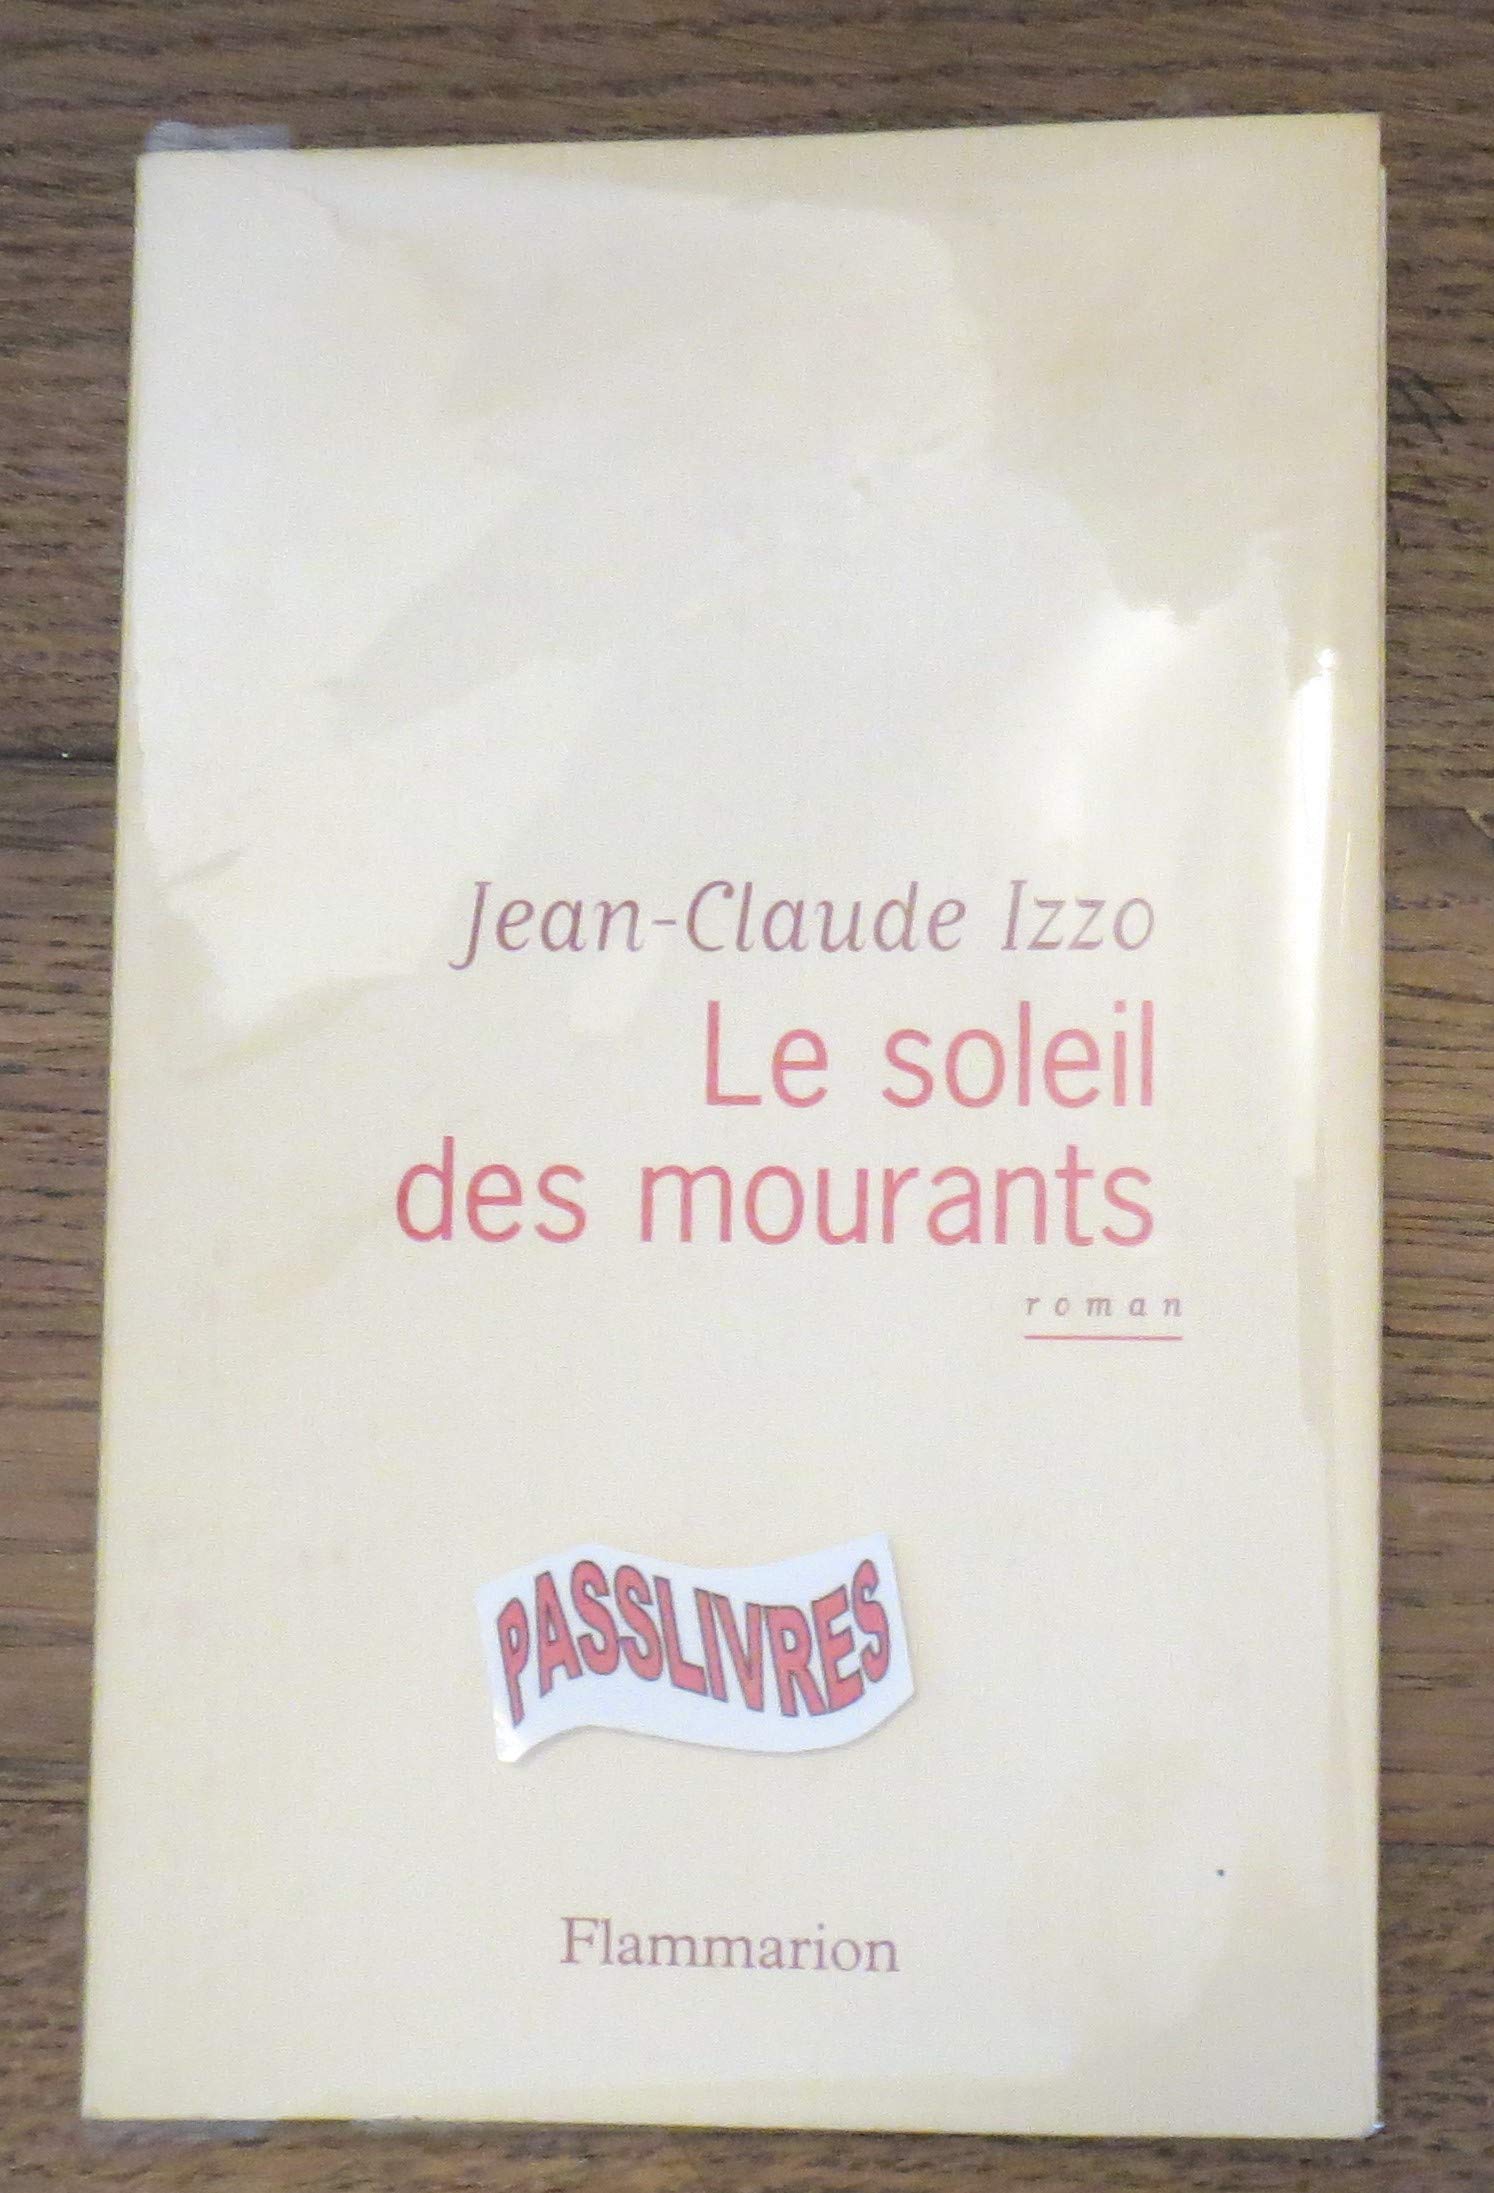 Jean-Claude Izzo
Le soleil
des mourants
roman
PASSLIVRES
Flammarion